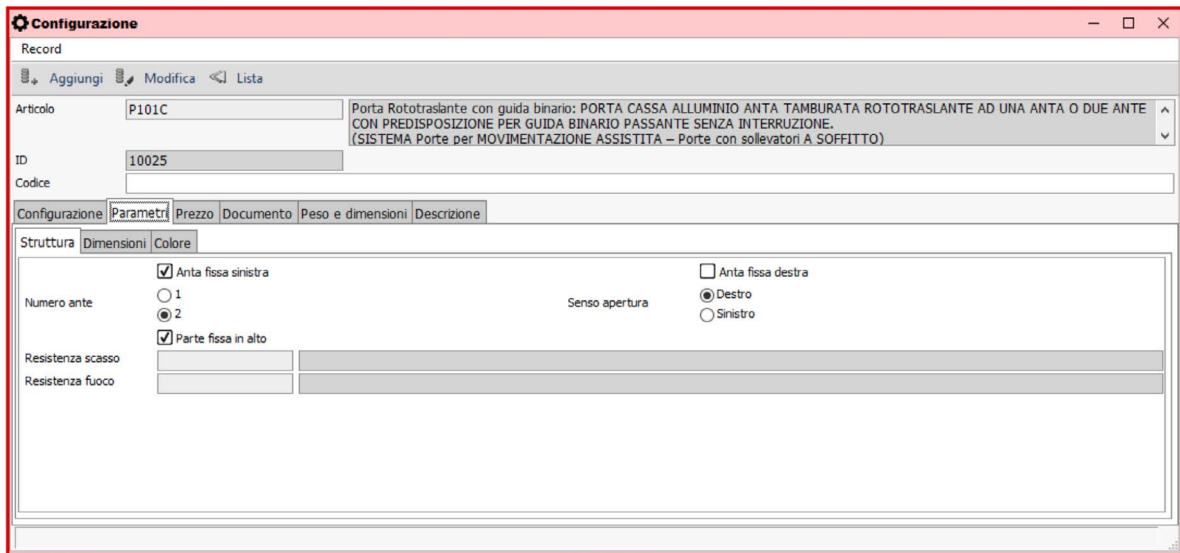 Configurazione
Record
Aggiungi Modifica Lista
Articolo P101C Porta Rototraslante con guida binario: PORTA CASSA ALLUMINIO ANTA TAMBURATA ROTOTRASLANTE AD UNA ANTA O DUE ANTE
CON PREDISPOSIZIONE PER GUIDA BINARIO PASSANTE SENZA INTERRUZIONE.
(SISTEMA Porte per MOVIMENTAZIONE ASSISTITA – Porte con sollevatori A SOFFITTO)
ID 10025
Codice
Configurazione Parametri Prezzo Documento Peso e dimensioni Descrizione
Struttura Dimensioni Colore
Anta fissa sinistra Anta fissa destra
Numero ante 1 Senso apertura Destro
2 Sinistro
Parte fissa in alto
Resistenza scasso
Resistenza fuoco